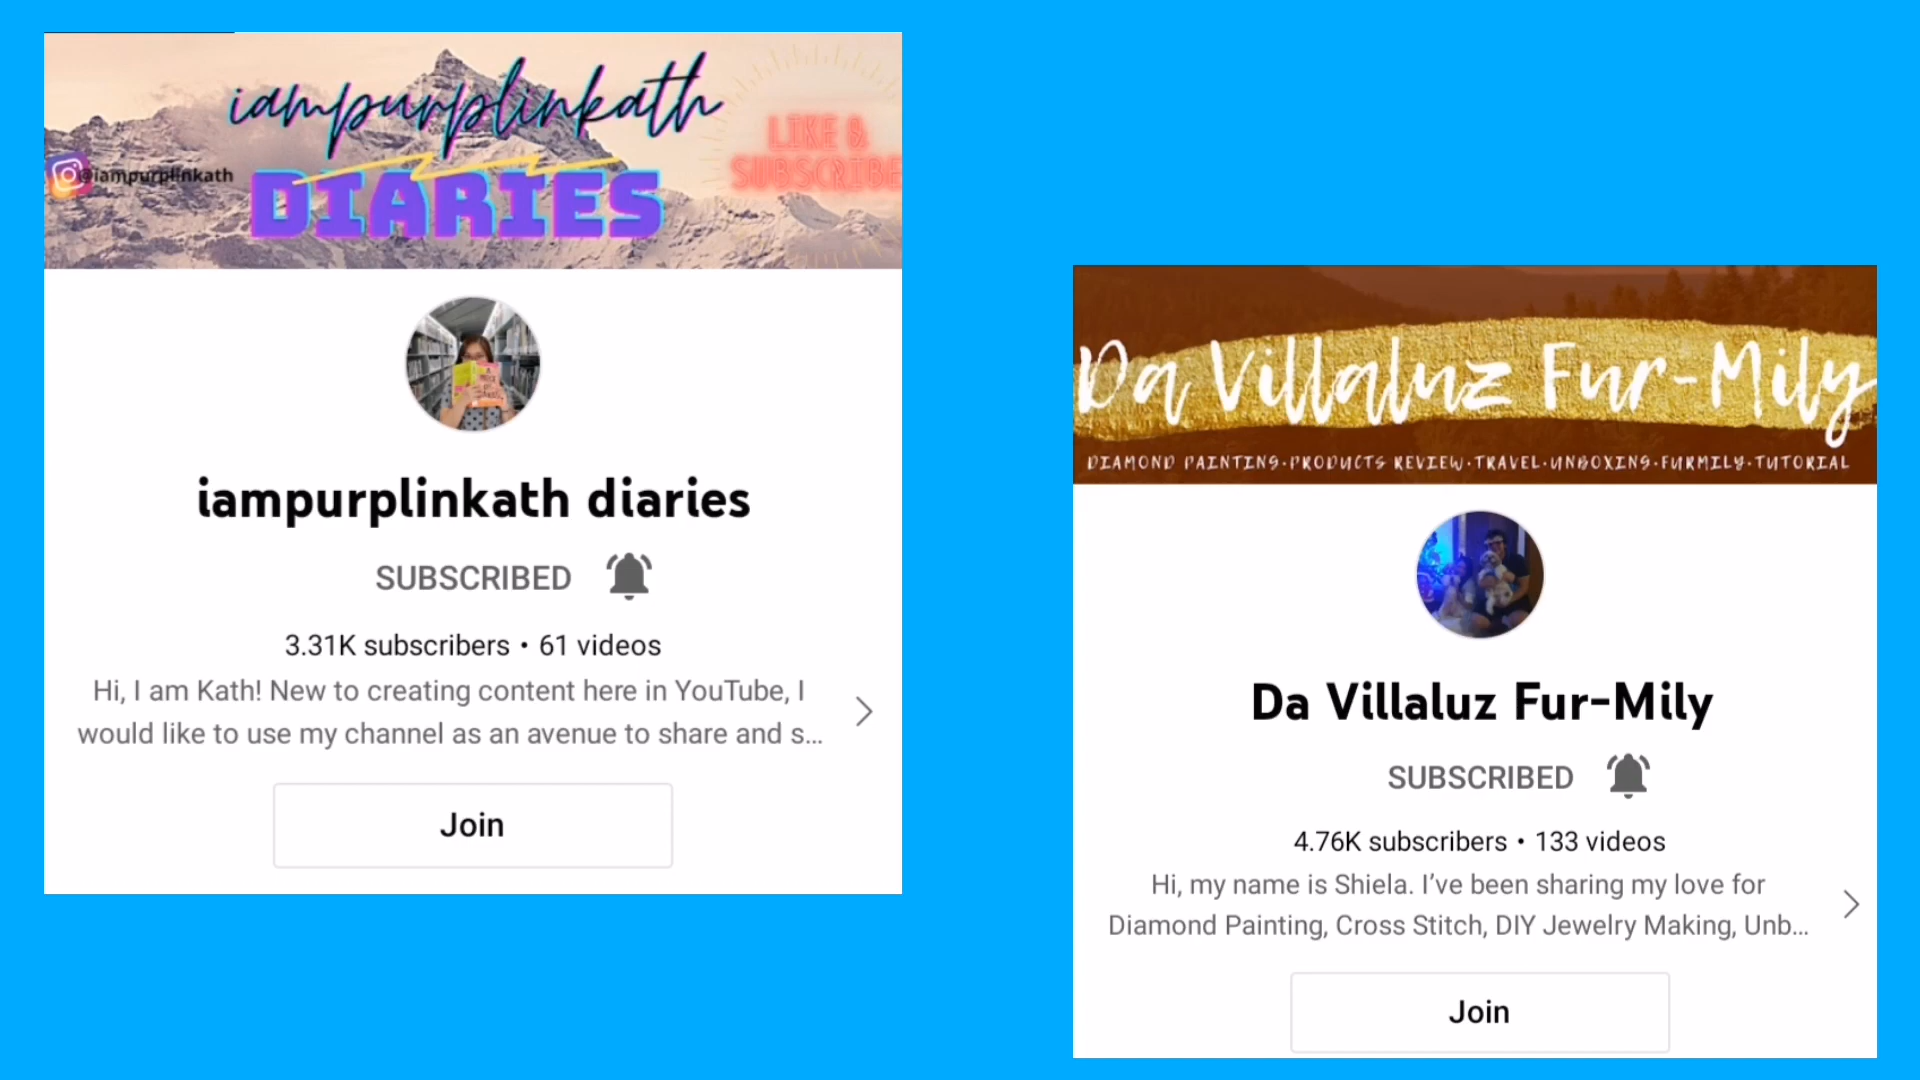 iampurplinkath
LIKE &
SUBSCRIBE
@iampurplinkath
DIARIES
iampurplinkath diaries
SUBSCRIBED
3.31K subscribers • 61 videos
Hi, I am Kath! New to creating content here in YouTube, I
would like to use my channel as an avenue to share and s...
Join
Da Villaluz Fur-Mily
DIAMOND PAINTING•PRODUCTS REVIEW•TRAVEL•UNBOXING•FURMILY•TUTORIAL
Da Villaluz Fur-Mily
SUBSCRIBED
4.76K subscribers • 133 videos
Hi, my name is Shiela. I’ve been sharing my love for
Diamond Painting, Cross Stitch, DIY Jewelry Making, Unb...
Join